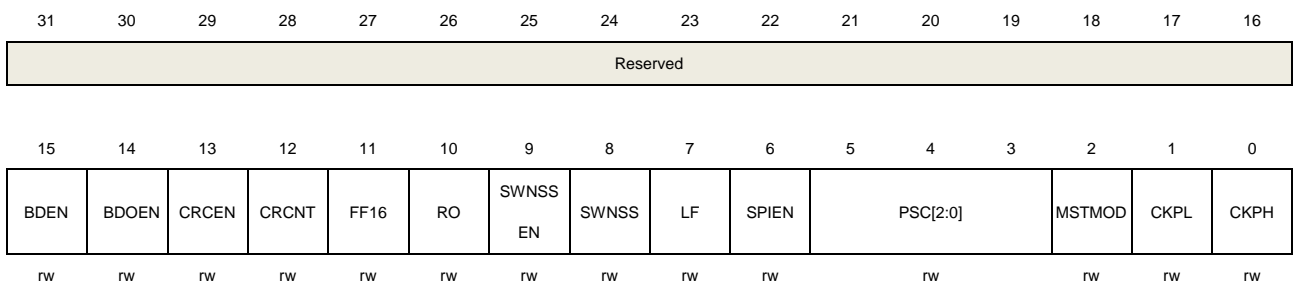 31 30 29 28 27 26 25 24 23 22 21 20 19 18 17 16
Reserved
15 14 13 12 11 10 9 8 7 6 5 4 3 2 1 0
BDEN BDOEN CRCEN CRCNT FF16 RO SWNSS EN SWNSS LF SPIEN PSC[2:0] MSTMOD CKPL CKPH
rw rw rw rw rw rw rw rw rw rw rw rw rw rw